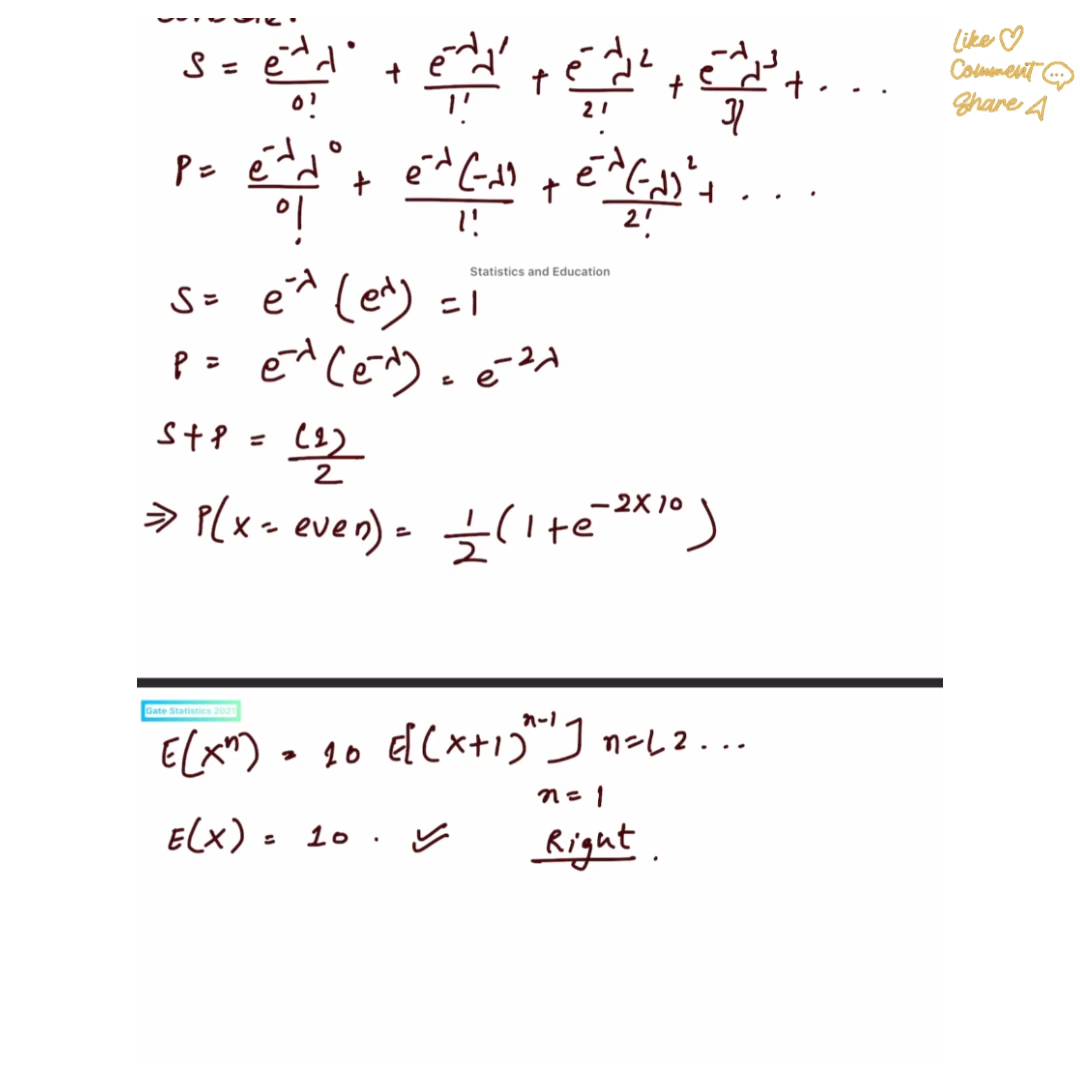 S = e^-λ λ^0 / 0! + e^-λ λ^1 / 1! + e^-λ λ^2 / 2! + e^-λ λ^3 / 3! + . . .
Like
Comment
Share
P = e^-λ λ^0 / 0! + e^-λ (-λ) / 1! + e^-λ (-λ)^2 / 2! + . . .
Statistics and Education
S = e^-λ (e^λ) = 1
P = e^-λ (e^-λ) = e^-2λ
S + P = (1) / 2
⇒ P(x = even) = 1/2 (1 + e^-2×10)
Gate Statistics 2021
E(X^n) = 10 E[(X+1)^n-1] n=1, 2 . . .
n = 1
E(X) = 10 . ✓ Right .